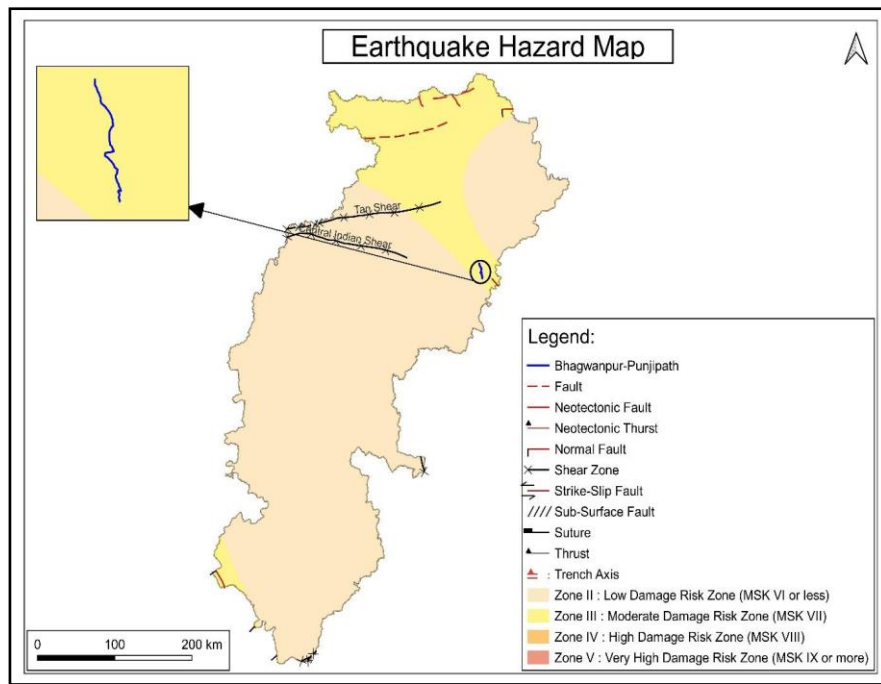 Earthquake Hazard Map
Tan Shear
Central Indian Shear
Legend:
Bhagwanpur-Punjipath
Fault
Neotectonic Fault
Neotectonic Thurst
Normal Fault
Shear Zone
Strike-Slip Fault
Sub-Surface Fault
Suture
Thrust
: Trench Axis
Zone II : Low Damage Risk Zone (MSK VI or less)
Zone III : Moderate Damage Risk Zone (MSK VII)
Zone IV : High Damage Risk Zone (MSK VIII)
Zone V : Very High Damage Risk Zone (MSK IX or more)
0 100 200 km